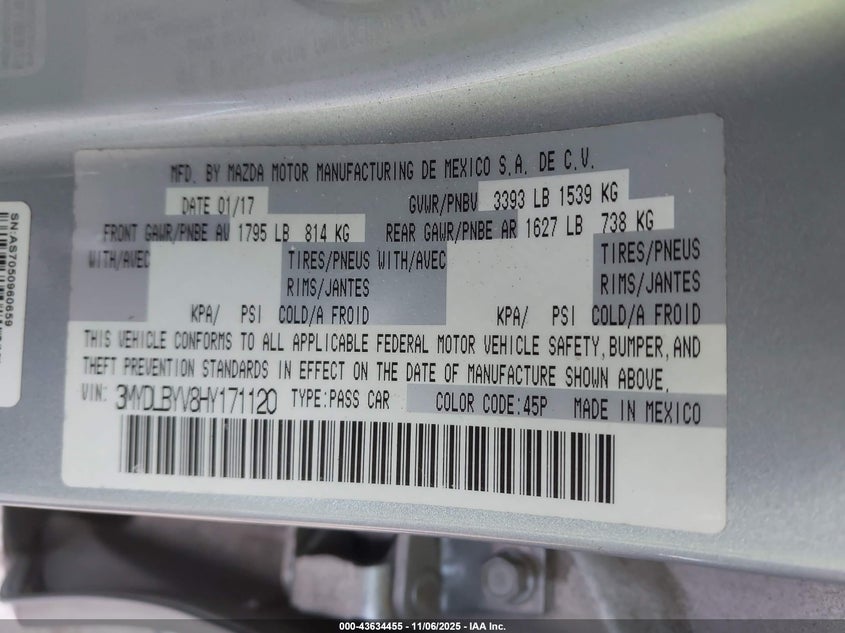 MFD. BY MAZDA MOTOR MANUFACTURING DE MEXICO S.A. DE C.V.
DATE 01/17 GVWR/PNBV 3393 LB 1539 KG
FRONT GAWR/PNBE AV 1795 LB 814 KG REAR GAWR/PNBE AR 1627 LB 738 KG
WITH/AVEC TIRES/PNEUS WITH/AVEC TIRES/PNEUS
RIMS/JANTES RIMS/JANTES
KPA/ PSI COLD/A FROID KPA/ PSI COLD/A FROID
THIS VEHICLE CONFORMS TO ALL APPLICABLE FEDERAL MOTOR VEHICLE SAFETY, BUMPER, AND
THEFT PREVENTION STANDARDS IN EFFECT ON THE DATE OF MANUFACTURE SHOWN ABOVE.
VIN: 3MYDLBYV8HY171120 TYPE:PASS CAR COLOR CODE:45P MADE IN MEXICO
SN:AS7050960659
000-43634455 - 11/06/2025 - IAA Inc.